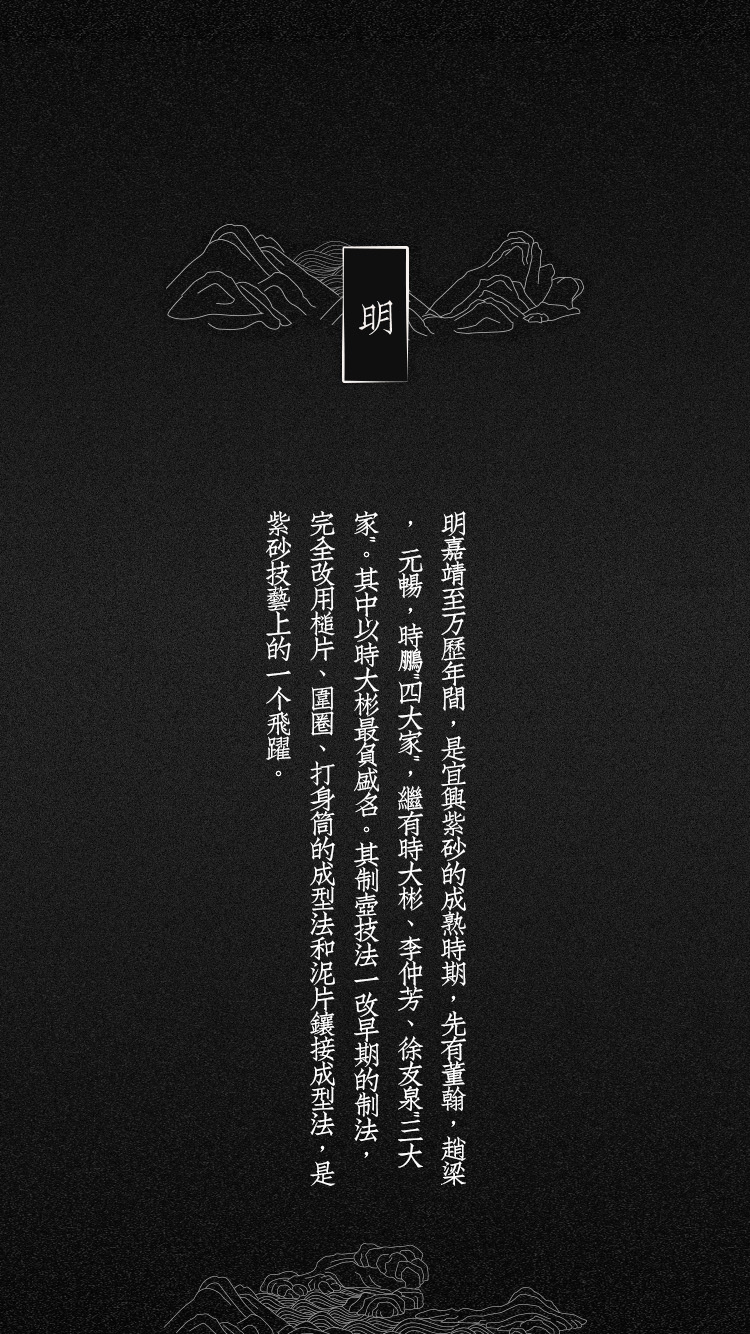 明
明嘉靖至万歷年間，是宜興紫砂的成熟時期，先有董翰，趙梁
，元暢，時鵬"四大家"，繼有時大彬、李仲芳、徐友泉"三大
家"。其中以時大彬最負盛名。其制壺技法一改早期的制法，
完全改用槌片、圍圈、打身筒的成型法和泥片鑲接成型法，是
紫砂技藝上的一个飛躍。